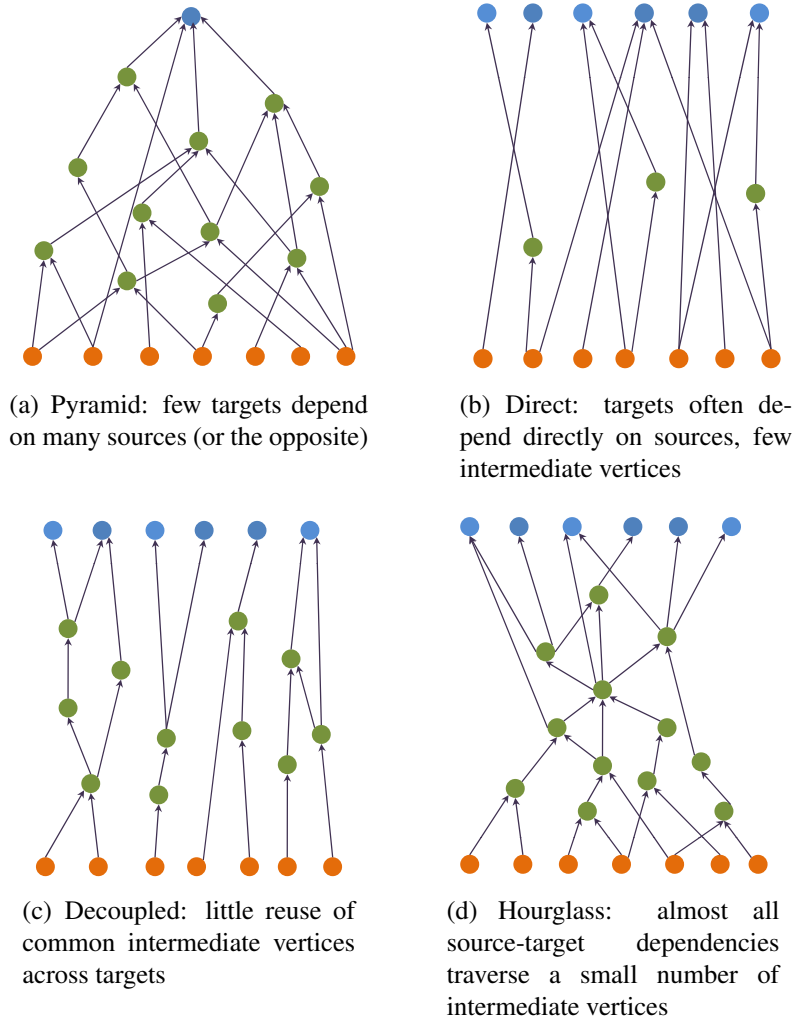 (a) Pyramid: few targets depend
on many sources (or the opposite)
(b) Direct: targets often de-
pend directly on sources, few
intermediate vertices
(c) Decoupled: little reuse of
common intermediate vertices
across targets
(d) Hourglass: almost all
source-target dependencies
traverse a small number of
intermediate vertices